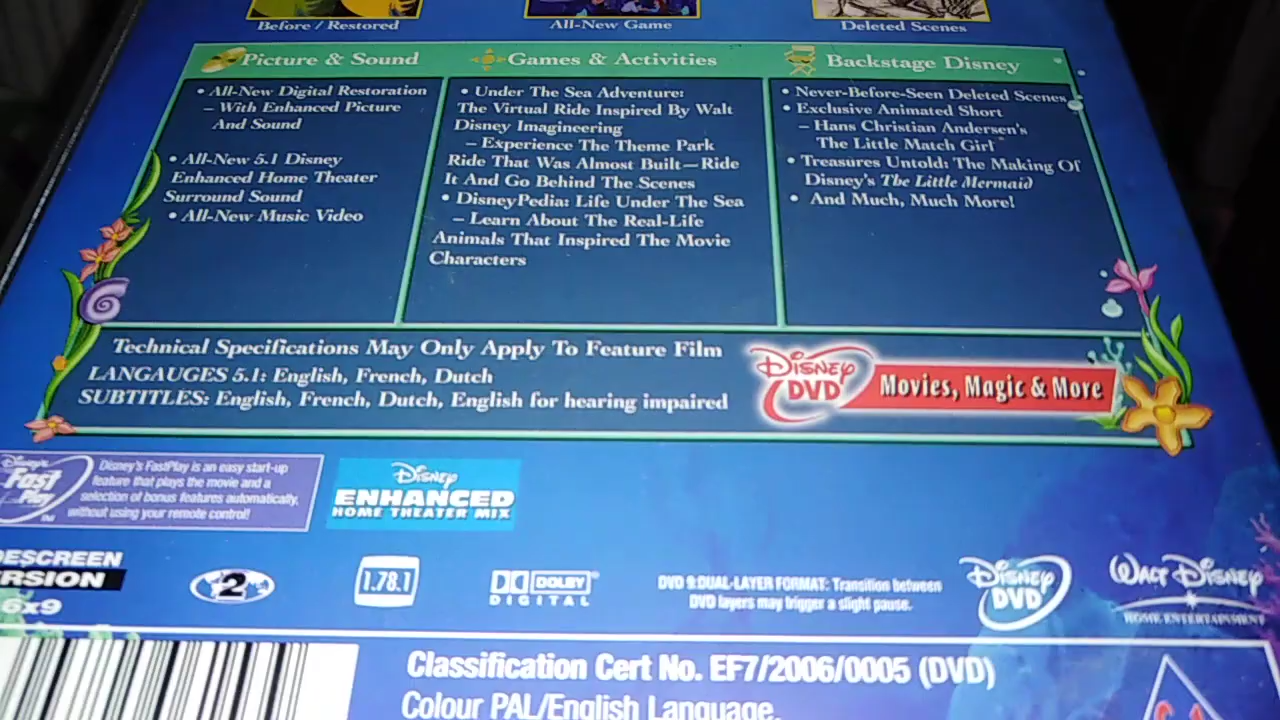 Before / Restored
All-New Game
Deleted Scenes
Picture & Sound
• All-New Digital Restoration
– With Enhanced Picture
And Sound
• All-New 5.1 Disney
Enhanced Home Theater
Surround Sound
• All-New Music Video
Games & Activities
• Under The Sea Adventure:
The Virtual Ride Inspired By Walt
Disney Imagineering
– Experience The Theme Park
Ride That Was Almost Built—Ride
It And Go Behind The Scenes
• DisneyPedia: Life Under The Sea
– Learn About The Real-Life
Animals That Inspired The Movie
Characters
Backstage Disney
• Never-Before-Seen Deleted Scenes
• Exclusive Animated Short
– Hans Christian Andersen's
The Little Match Girl
• Treasures Untold: The Making Of
Disney's The Little Mermaid
• And Much, Much More!
Technical Specifications May Only Apply To Feature Film
LANGAUGES 5.1: English, French, Dutch
SUBTITLES: English, French, Dutch, English for hearing impaired
DISNEY
DVD
Movies, Magic & More
Disney's
Fast
Play
TM
Disney's FastPlay is an easy start-up
feature that plays the movie and a
selection of bonus features automatically,
without using your remote control!
DISNEY
ENHANCED
HOME THEATER MIX
DESCREEN
RSION
6x9
2
1.78.1
DOLBY
DIGITAL
DVD 9:DUAL-LAYER FORMAT: Transition between
DVD layers may trigger a slight pause.
DISNEY
DVD
WALT DISNEY
HOME ENTERTAINMENT
Classification Cert No. EF7/2006/0005 (DVD)
Colour PAL/English Language.